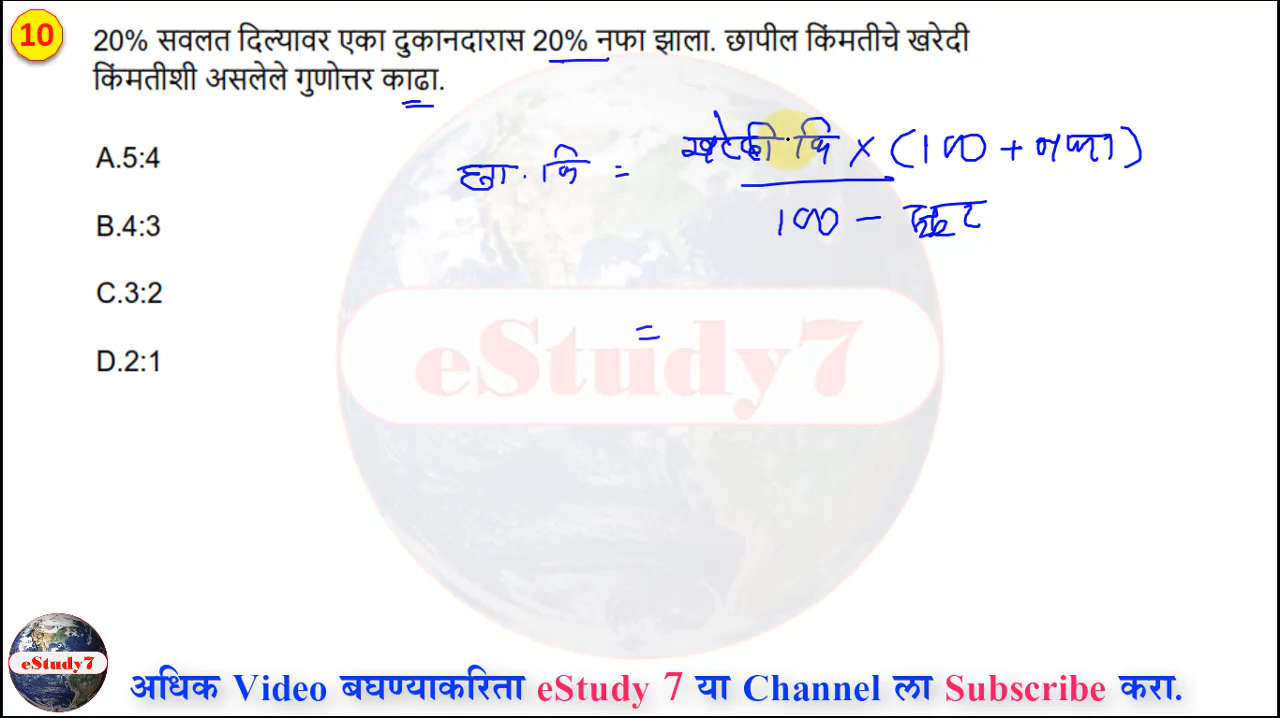 10
20% सवलत दिल्यावर एका दुकानदारास 20% नफा झाला. छापील किंमतीचे खरेदी
किंमतीशी असलेले गुणोत्तर काढा.
छा. कि = खरेदी कि × (100 + नफा)
100 - सूट
A.5:4
B.4:3
C.3:2
D.2:1
=
eStudy7
eStudy7
अधिक Video बघण्याकरिता eStudy 7 या Channel ला Subscribe करा.